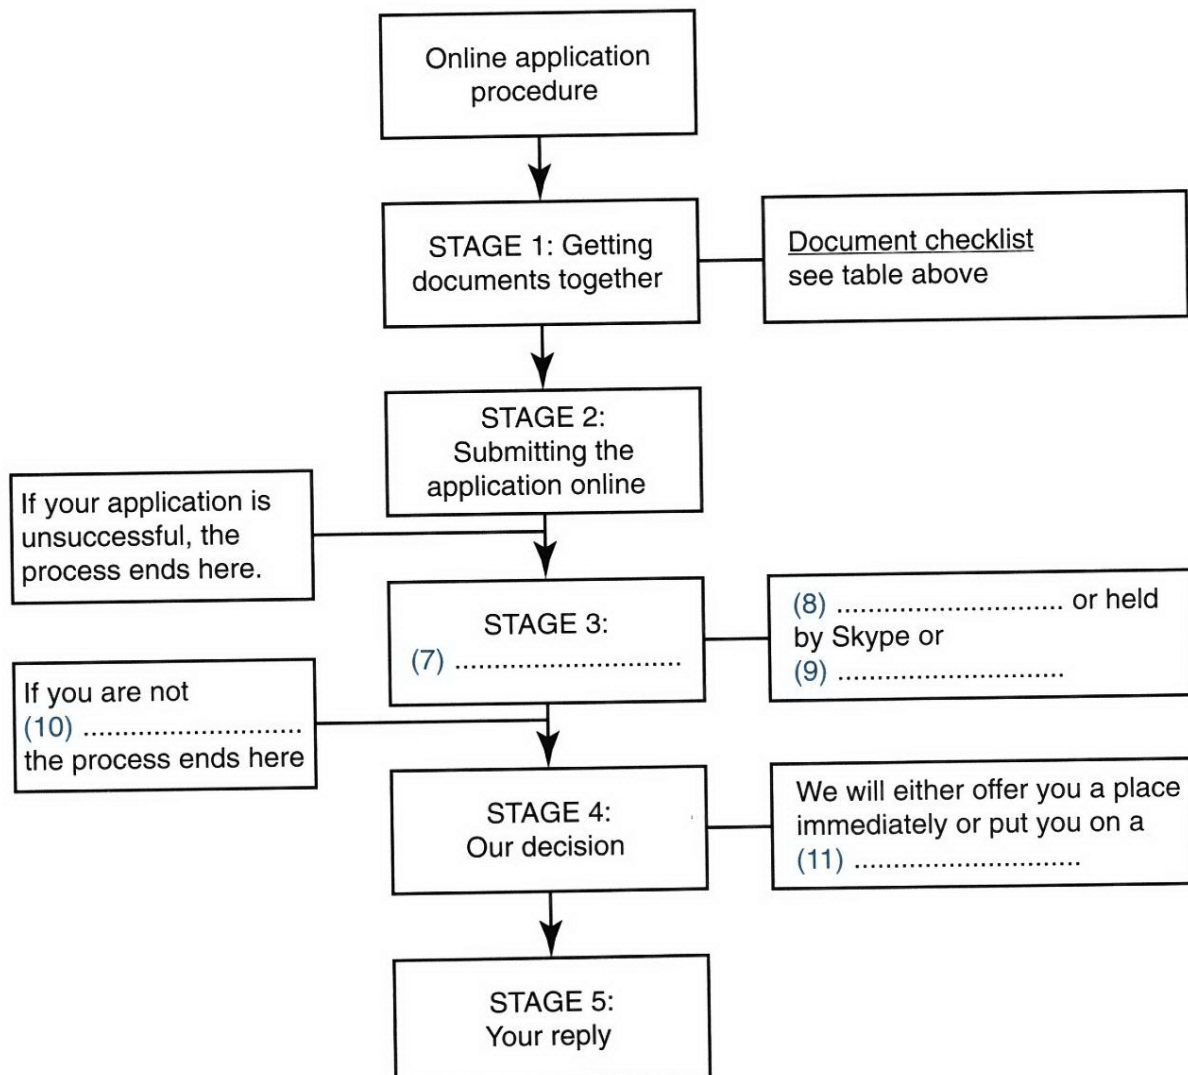 Online application
procedure
STAGE 1: Getting
documents together
Document checklist
see table above
STAGE 2:
Submitting the
application online
If your application is
unsuccessful, the
process ends here.
STAGE 3:
(7) ............................
(8) ............................ or held
by Skype or
(9) ............................
If you are not
(10) ............................
the process ends here
STAGE 4:
Our decision
We will either offer you a place
immediately or put you on a
(11) ............................
STAGE 5:
Your reply